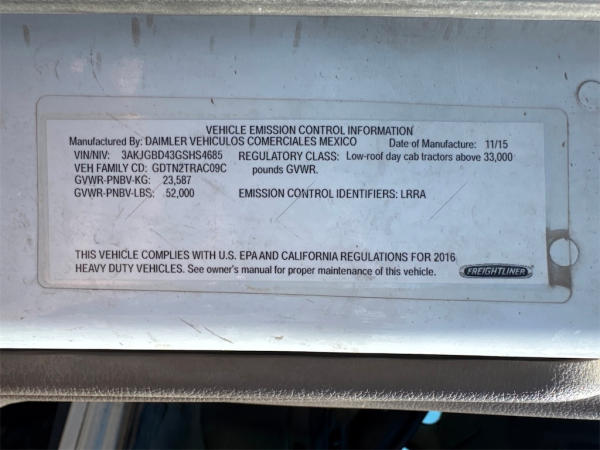 VEHICLE EMISSION CONTROL INFORMATION
Manufactured By: DAIMLER VEHICULOS COMERCIALES MEXICO Date of Manufacture: 11/15
VIN/NIV: 3AKJGBD43GSHS4685 REGULATORY CLASS: Low-roof day cab tractors above 33,000
VEH FAMILY CD: GDTN2TRAC09C pounds GVWR.
GVWR-PNBV-KG: 23,587
GVWR-PNBV-LBS: 52,000 EMISSION CONTROL IDENTIFIERS: LRRA
THIS VEHICLE COMPLIES WITH U.S. EPA AND CALIFORNIA REGULATIONS FOR 2016
HEAVY DUTY VEHICLES. See owner's manual for proper maintenance of this vehicle.
FREIGHTLINER